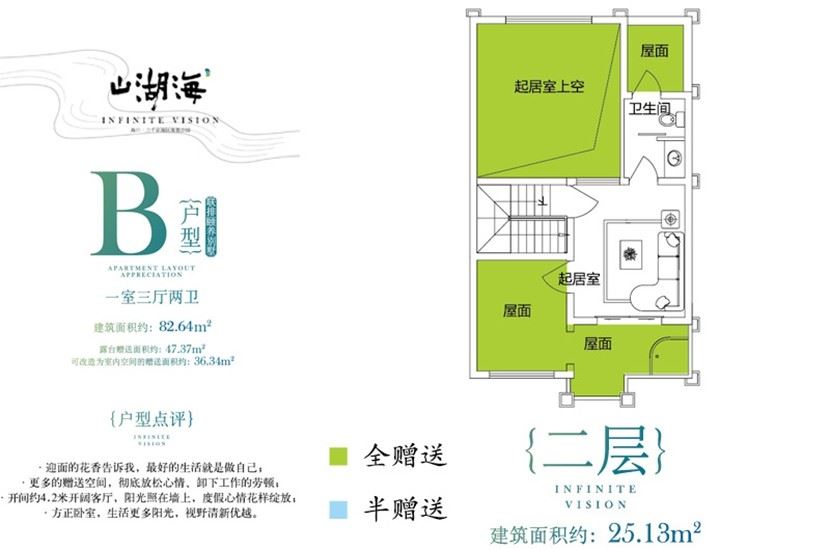 山湖海
INFINITE VISION
B
{户型}
联排颐养别墅
APARTMENT LAYOUT
APPRECIATION
一室三厅两卫
建筑面积约: 82.64m²
露台赠送面积约: 47.37m²
可改造为室内空间的赠送面积约: 36.34m²
{户型点评}
INFINITE
VISION
· 迎面的花香告诉我，最好的生活就是做自己；
· 更多的赠送空间，彻底放松心情、卸下工作的劳顿；
· 开间约4.2米开阔客厅，阳光照在墙上，度假心情花样绽放；
· 方正卧室，生活更多阳光，视野清新优越。
全赠送
半赠送
起居室上空
屋面
卫生间
起居室
屋面
屋面
{二层}
INFINITE
VISION
建筑面积约: 25.13m²